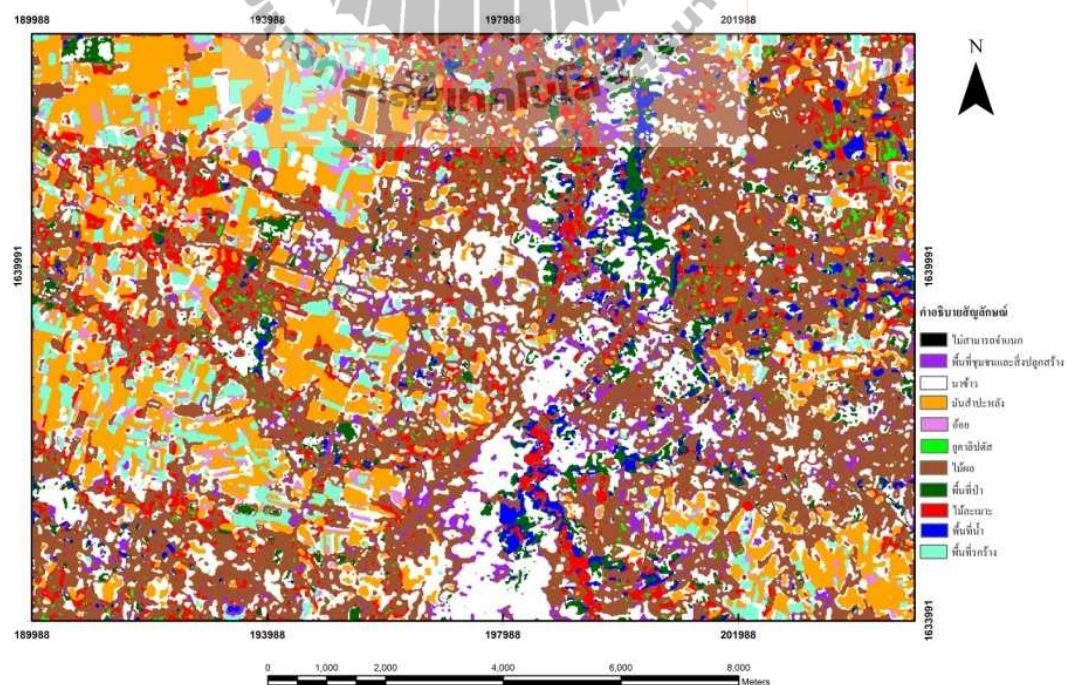 189988 193988 197988 201988
N
1639991 1639991
คำอธิบายสัญลักษณ์
ไม่สามารถจำแนก
พื้นที่ชุมชนและสิ่งปลูกสร้าง
นาข้าว
มันสำปะหลัง
อ้อย
ยูคาลิปตัส
ไม้ผล
พื้นที่ป่า
ไม้ละเมาะ
พื้นที่น้ำ
พื้นที่รกร้าง
1633991
189988 193988 197988 201988
0 1,000 2,000 4,000 6,000 8,000
Meters